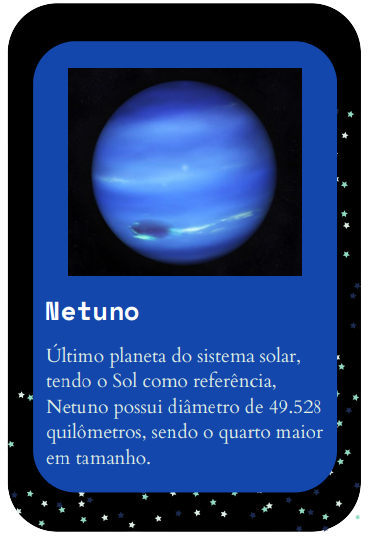 Netuno
Último planeta do sistema solar,
tendo o Sol como referência,
Netuno possui diâmetro de 49.528
quilômetros, sendo o quarto maior
em tamanho.